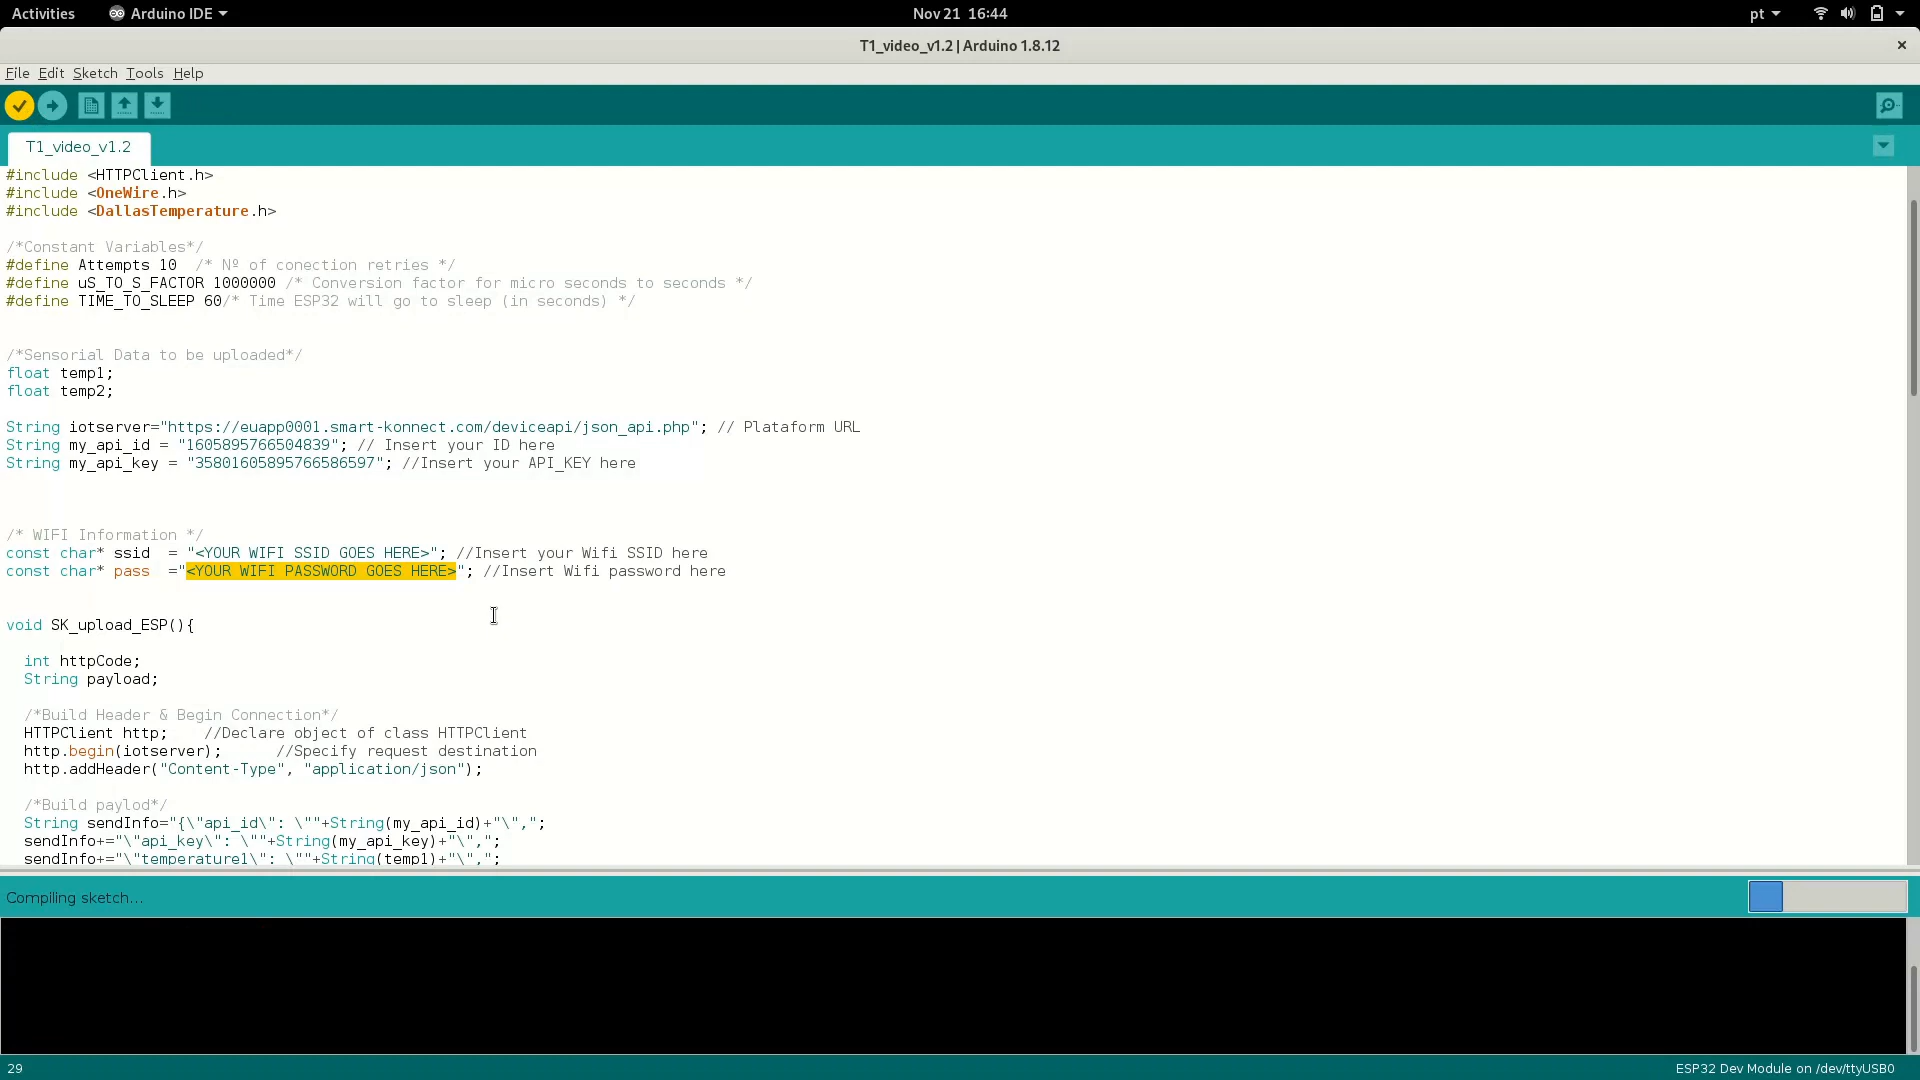 Activities Arduino IDE Nov 21 16:44 pt
T1_video_v1.2 | Arduino 1.8.12
File Edit Sketch Tools Help
T1_video_v1.2
#include <HTTPClient.h>
#include <OneWire.h>
#include <DallasTemperature.h>
/*Constant Variables*/
#define Attempts 10  /* Nº of conection retries */
#define uS_TO_S_FACTOR 1000000 /* Conversion factor for micro seconds to seconds */
#define TIME_TO_SLEEP 60/* Time ESP32 will go to sleep (in seconds) */
/*Sensorial Data to be uploaded*/
float temp1;
float temp2;
String iotserver="https://euapp0001.smart-konnect.com/deviceapi/json_api.php"; // Plataform URL
String my_api_id = "1605895766504839"; // Insert your ID here
String my_api_key = "35801605895766586597"; //Insert your API_KEY here
/* WIFI Information */
const char* ssid  = "<YOUR WIFI SSID GOES HERE>"; //Insert your Wifi SSID here
const char* pass  ="<YOUR WIFI PASSWORD GOES HERE>"; //Insert Wifi password here
void SK_upload_ESP(){
int httpCode;
String payload;
/*Build Header & Begin Connection*/
HTTPClient http;    //Declare object of class HTTPClient
http.begin(iotserver);      //Specify request destination
http.addHeader("Content-Type", "application/json");
/*Build paylod*/
String sendInfo="{\"api_id\": \""+String(my_api_id)+"\",";
sendInfo+="\"api_key\": \""+String(my_api_key)+"\",";
sendInfo+="\"temperature1\": \""+String(temp1)+"\",";
Compiling sketch...
29 ESP32 Dev Module on /dev/ttyUSB0